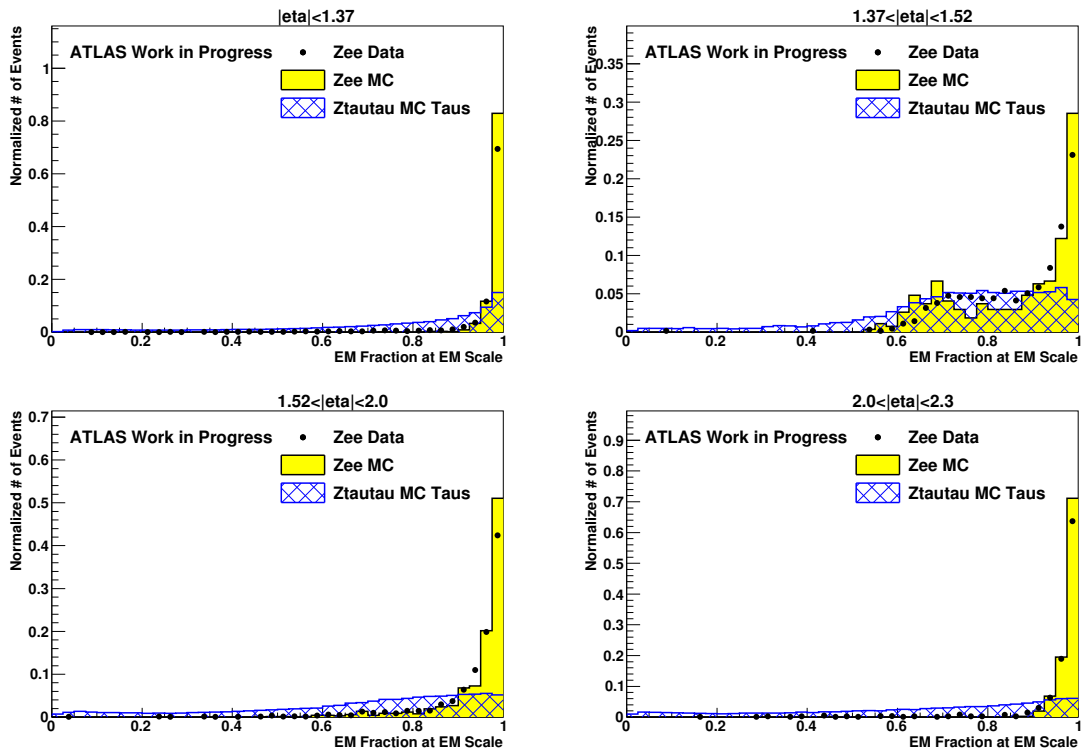 |eta|<1.37
Normalized # of Events
ATLAS Work in Progress
Zee Data
Zee MC
Ztautau MC Taus
1
0.8
0.6
0.4
0.2
0
0 0.2 0.4 0.6 0.8 1
EM Fraction at EM Scale
1.37<|eta|<1.52
Normalized # of Events
ATLAS Work in Progress
Zee Data
Zee MC
Ztautau MC Taus
0.35
0.3
0.25
0.2
0.15
0.1
0.05
0
0 0.2 0.4 0.6 0.8 1
EM Fraction at EM Scale
1.52<|eta|<2.0
Normalized # of Events
ATLAS Work in Progress
Zee Data
Zee MC
Ztautau MC Taus
0.7
0.6
0.5
0.4
0.3
0.2
0.1
0
0 0.2 0.4 0.6 0.8 1
EM Fraction at EM Scale
2.0<|eta|<2.3
Normalized # of Events
ATLAS Work in Progress
Zee Data
Zee MC
Ztautau MC Taus
0.9
0.8
0.7
0.6
0.5
0.4
0.3
0.2
0.1
0
0 0.2 0.4 0.6 0.8 1
EM Fraction at EM Scale